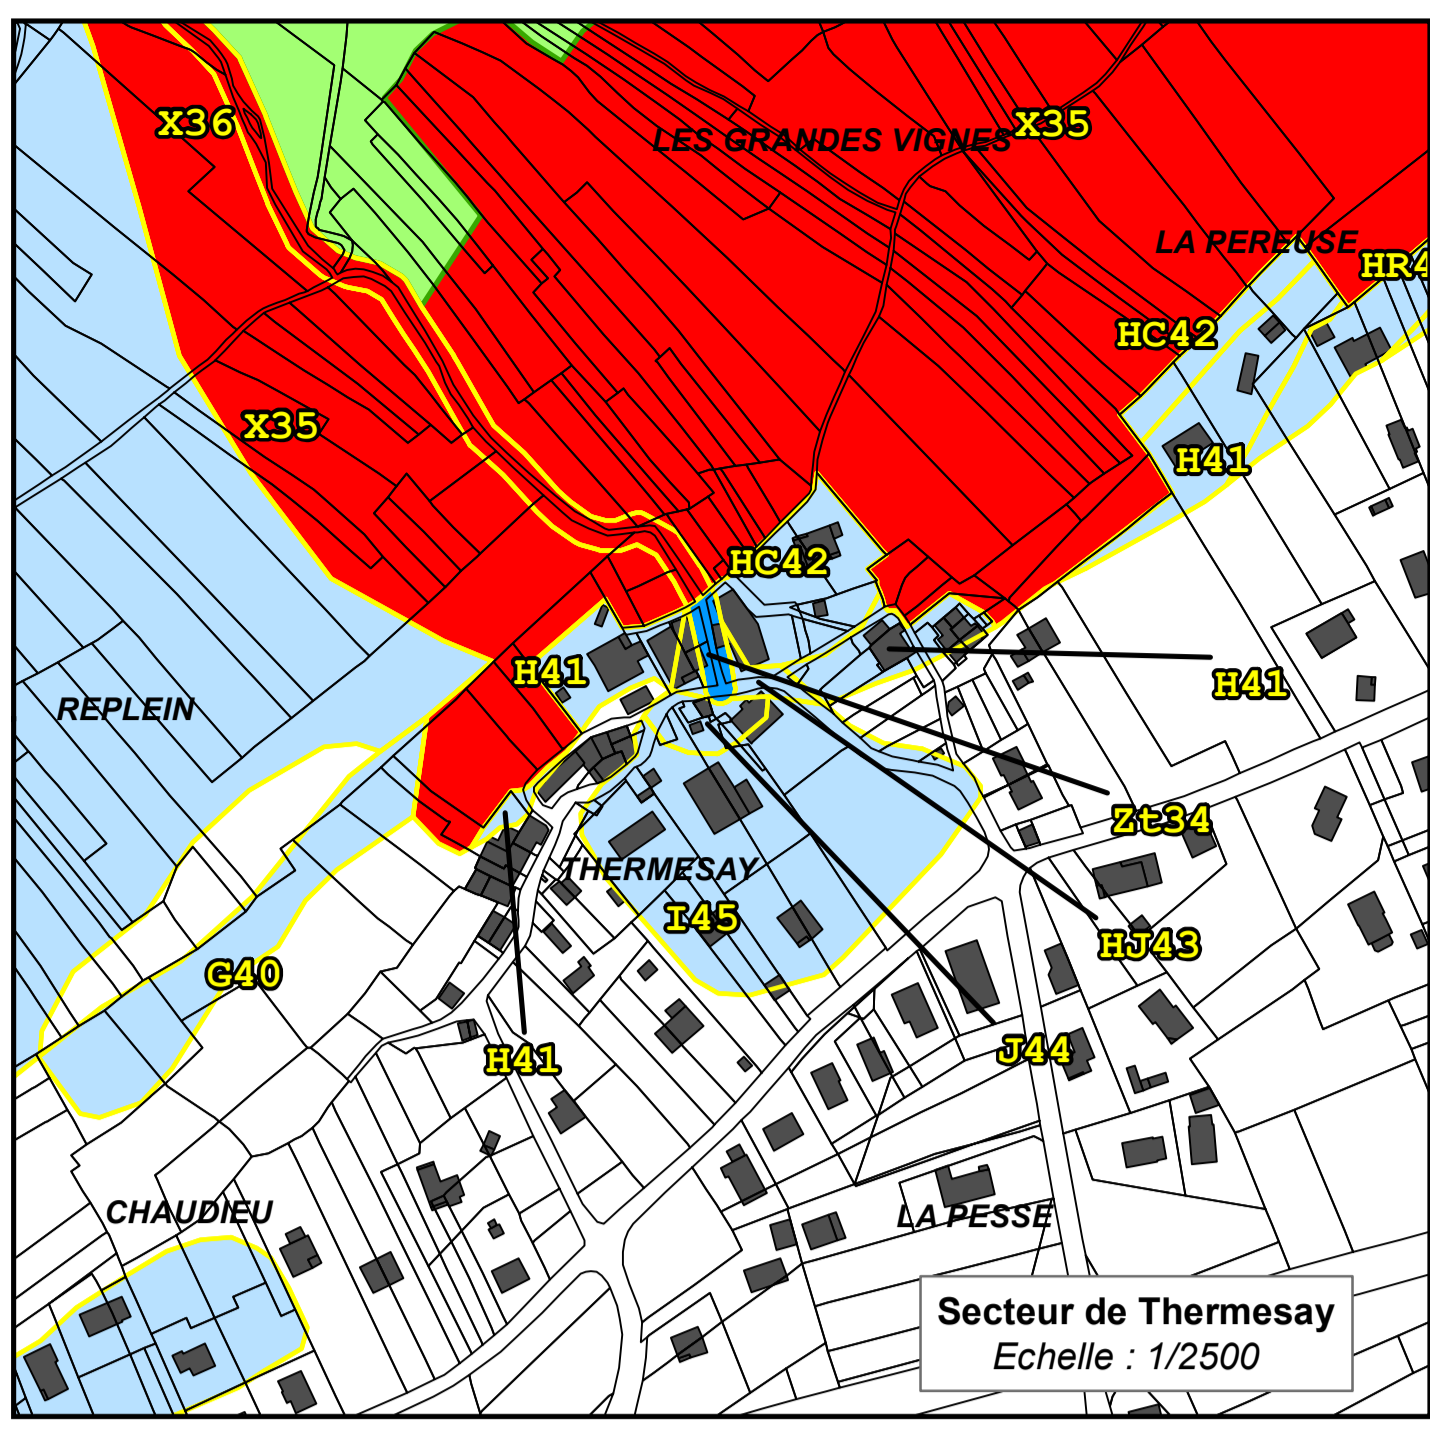 X36
X35
LES GRANDES VIGNES
LA PEREUSE
HR4
HC42
X35
H41
HC42
H41
H41
REPLEIN
Zt34
THERMESAY
I45
HJ43
G40
J44
H41
CHAUDIEU
LA PESSE
Secteur de Thermesay
Echelle : 1/2500